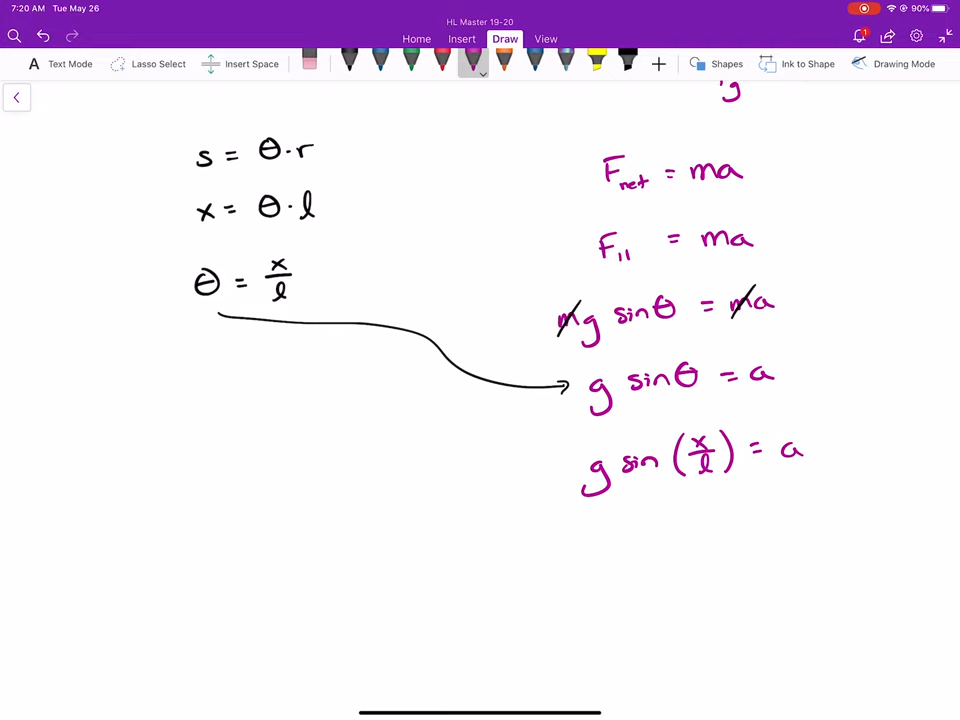 7:20 AM Tue May 26
90%
HL Master 19-20
Home Insert Draw View
1
A Text Mode Lasso Select Insert Space Shapes Ink to Shape Drawing Mode
g
s = θ · r
x = θ · l
θ = x/l
F_net = ma
F_∥ = ma
mg sinθ = ma
g sinθ = a
g sin (x/l) = a